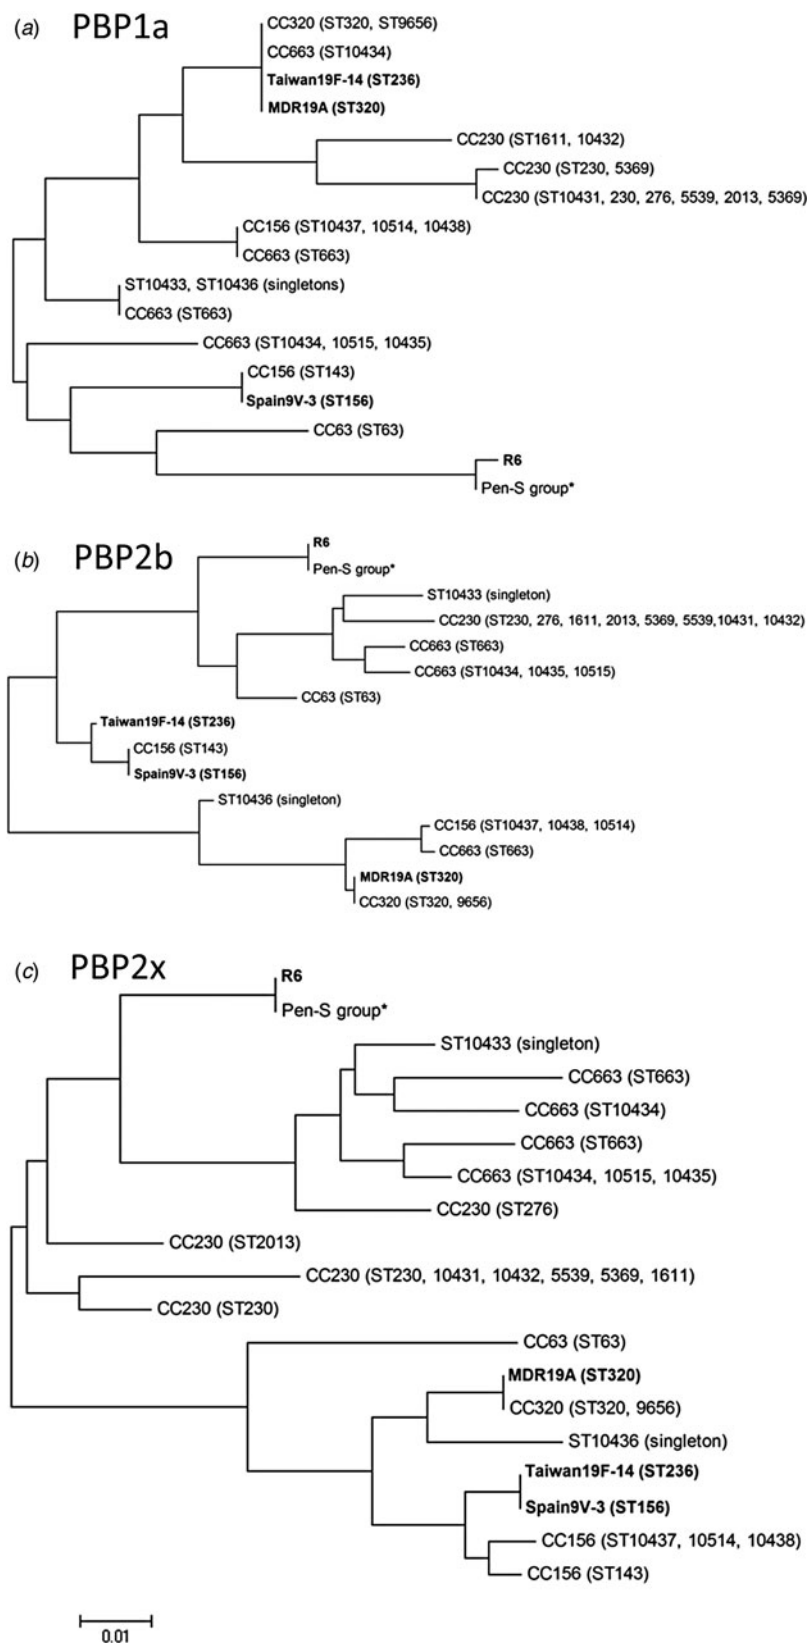 (a) PBP1a
CC320 (ST320, ST9656)
CC663 (ST10434)
Taiwan19F-14 (ST236)
MDR19A (ST320)
CC230 (ST1611, 10432)
CC230 (ST230, 5369)
CC230 (ST10431, 230, 276, 5539, 2013, 5369)
CC156 (ST10437, 10514, 10438)
CC663 (ST663)
ST10433, ST10436 (singletons)
CC663 (ST663)
CC663 (ST10434, 10515, 10435)
CC156 (ST143)
Spain9V-3 (ST156)
CC63 (ST63)
R6
Pen-S group*
(b) PBP2b
R6
Pen-S group*
ST10433 (singleton)
CC230 (ST230, 276, 1611, 2013, 5369, 5539,10431, 10432)
CC663 (ST663)
CC663 (ST10434, 10435, 10515)
CC63 (ST63)
Taiwan19F-14 (ST236)
CC156 (ST143)
Spain9V-3 (ST156)
ST10436 (singleton)
CC156 (ST10437, 10438, 10514)
CC663 (ST663)
MDR19A (ST320)
CC320 (ST320, 9656)
(c) PBP2x
R6
Pen-S group*
ST10433 (singleton)
CC663 (ST663)
CC663 (ST10434)
CC663 (ST663)
CC663 (ST10434, 10515, 10435)
CC230 (ST276)
CC230 (ST2013)
CC230 (ST230, 10431, 10432, 5539, 5369, 1611)
CC230 (ST230)
CC63 (ST63)
MDR19A (ST320)
CC320 (ST320, 9656)
ST10436 (singleton)
Taiwan19F-14 (ST236)
Spain9V-3 (ST156)
CC156 (ST10437, 10514, 10438)
CC156 (ST143)
0.01